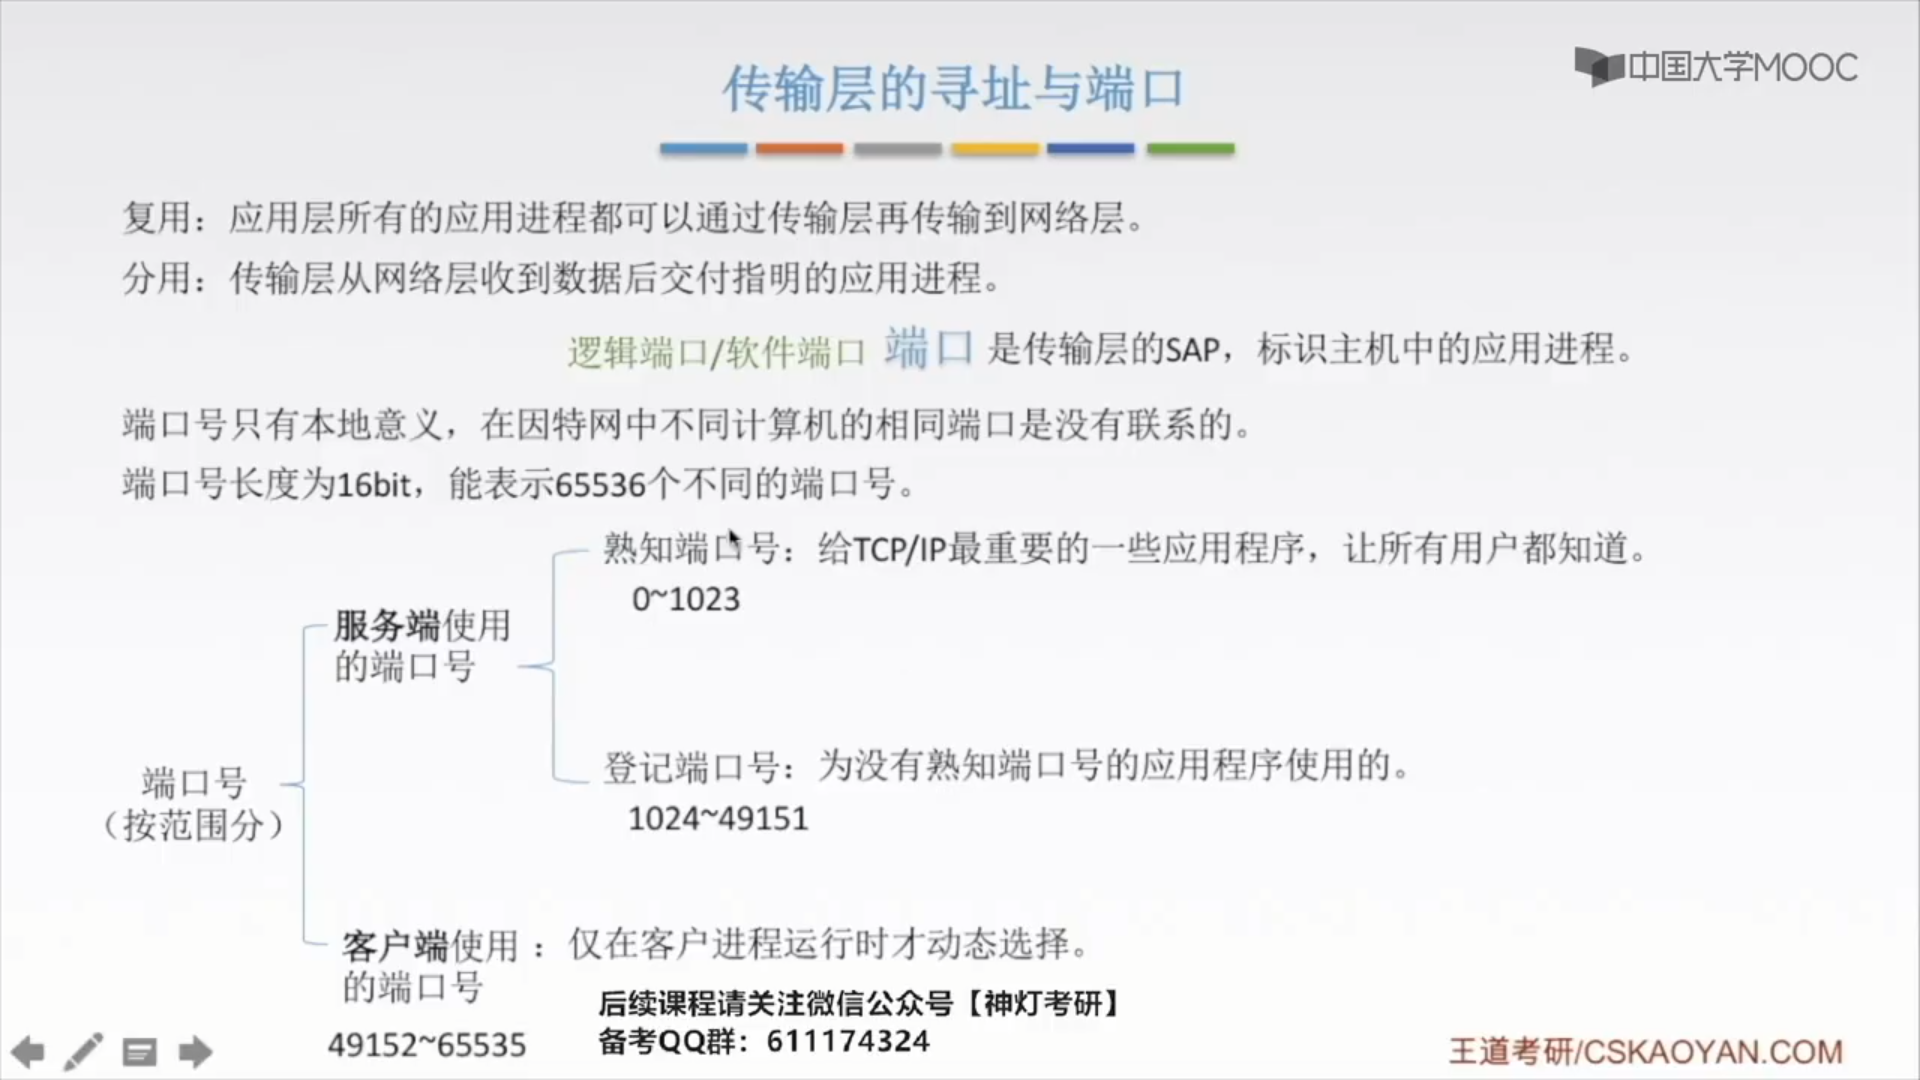 中国大学MOOC
传输层的寻址与端口
复用：应用层所有的应用进程都可以通过传输层再传输到网络层。
分用：传输层从网络层收到数据后交付指明的应用进程。
逻辑端口/软件端口 端口 是传输层的SAP，标识主机中的应用进程。
端口号只有本地意义，在因特网中不同计算机的相同端口是没有联系的。
端口号长度为16bit，能表示65536个不同的端口号。
熟知端口号：给TCP/IP最重要的一些应用程序，让所有用户都知道。
0~1023
服务端使用
的端口号
登记端口号：为没有熟知端口号的应用程序使用的。
1024~49151
端口号
（按范围分）
客户端使用：仅在客户进程运行时才动态选择。
的端口号
49152~65535
后续课程请关注微信公众号【神灯考研】
备考QQ群：611174324
王道考研/CSKAOYAN.COM